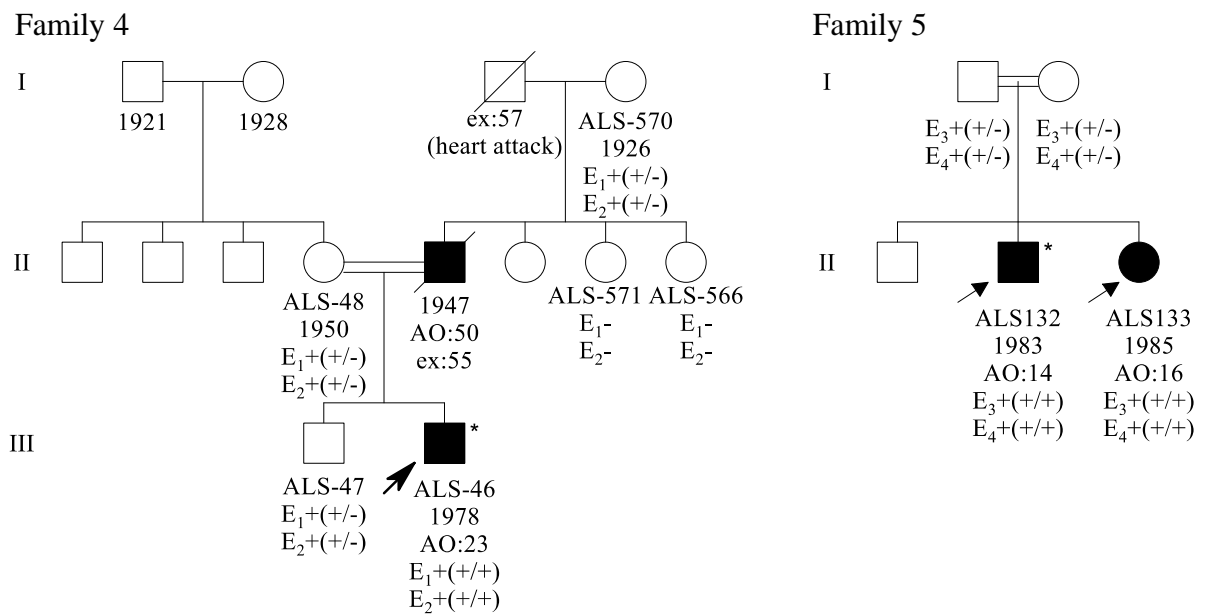 Family 4
I
1921
1928
ex:57
(heart attack)
ALS-570
1926
E₁+(+/-)
E₂+(+/-)
II
ALS-48
1950
E₁+(+/-)
E₂+(+/-)
1947
AO:50
ex:55
ALS-571
E₁-
E₂-
ALS-566
E₁-
E₂-
III
ALS-47
E₁+(+/-)
E₂+(+/-)
*
ALS-46
1978
AO:23
E₁+(+/+)
E₂+(+/+)
Family 5
I
E₃+(+/-)
E₄+(+/-)
E₃+(+/-)
E₄+(+/-)
II
*
ALS132
1983
AO:14
E₃+(+/+)
E₄+(+/+)
ALS133
1985
AO:16
E₃+(+/+)
E₄+(+/+)